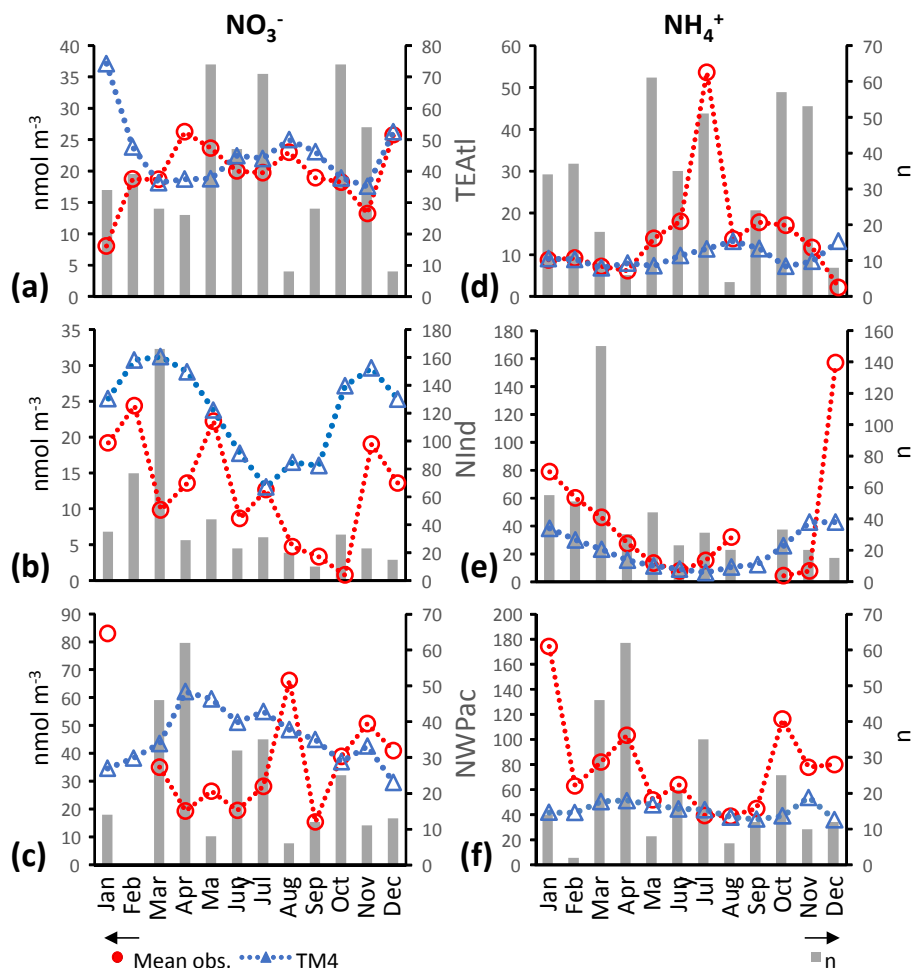 NO3- NH4+
40 80 60 70
35 70 60
30 60 50 50
25 50 40
20 40 30 40
15 30 30
10 20 20 20
5 10 10 10
0 0 0 0
nmol m-3 TEAtl n
(a) (d)
35 180 180 160
30 160 160 140
25 140 140 120
20 120 120 100
100 100 80
15 80 80 60
10 60 60 40
5 40 40 20
20 20
0 0 0 0
nmol m-3 NInd n
(b) (e)
90 70 200 70
80 60 180 60
70 160
60 50 140 50
50 40 120 40
40 30 100 30
30 80
20 20 60 20
10 10 40 10
20
0 0 0 0
nmol m-3 NWPac n
(c) (f)
Jan Feb Mar Apr Ma y Jun Jul Aug Sep Oct Nov Dec Jan Feb Mar Apr Ma y Jun Jul Aug Sep Oct Nov Dec
Mean obs. TM4 n